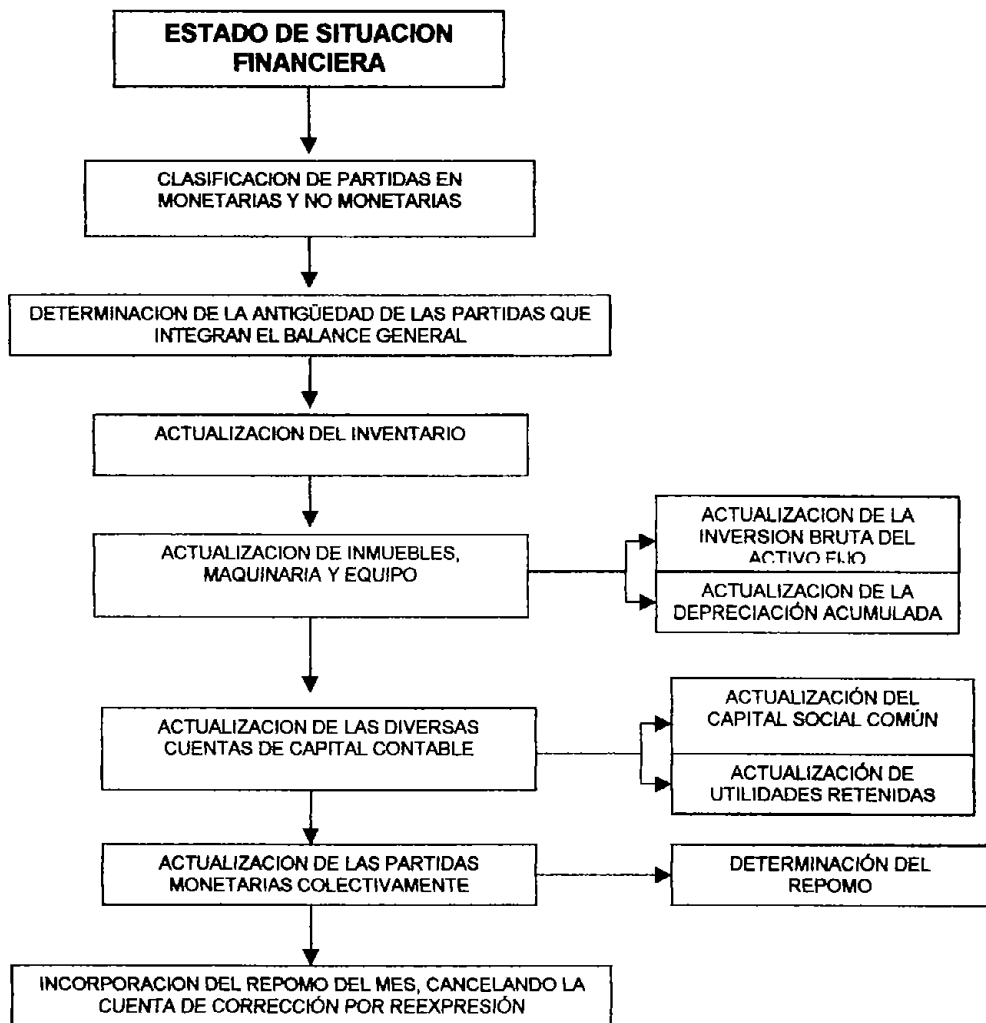 ESTADO DE SITUACION
FINANCIERA
CLASIFICACION DE PARTIDAS EN
MONETARIAS Y NO MONETARIAS
DETERMINACION DE LA ANTIGÜEDAD DE LAS PARTIDAS QUE
INTEGRAN EL BALANCE GENERAL
ACTUALIZACION DEL INVENTARIO
ACTUALIZACION DE INMUEBLES,
MAQUINARIA Y EQUIPO
ACTUALIZACION DE LA
INVERSION BRUTA DEL
ACTIVO FIJO
ACTUALIZACION DE LA
DEPRECIACIÓN ACUMULADA
ACTUALIZACION DE LAS DIVERSAS
CUENTAS DE CAPITAL CONTABLE
ACTUALIZACIÓN DEL
CAPITAL SOCIAL COMÚN
ACTUALIZACIÓN DE
UTILIDADES RETENIDAS
ACTUALIZACION DE LAS PARTIDAS
MONETARIAS COLECTIVAMENTE
DETERMINACIÓN DEL
REPOMO
INCORPORACION DEL REPOMO DEL MES, CANCELANDO LA
CUENTA DE CORRECCIÓN POR REEXPRESIÓN